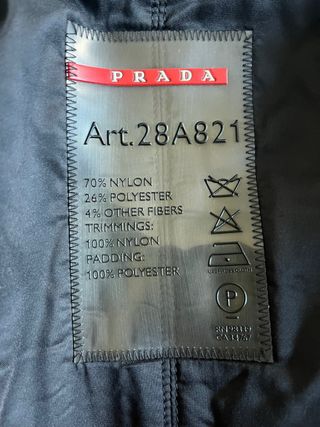 PRADA
Art.28A821
70% NYLON
26% POLYESTER
4% OTHER FIBERS
TRIMMINGS:
100% NYLON
PADDING:
100% POLYESTER
P